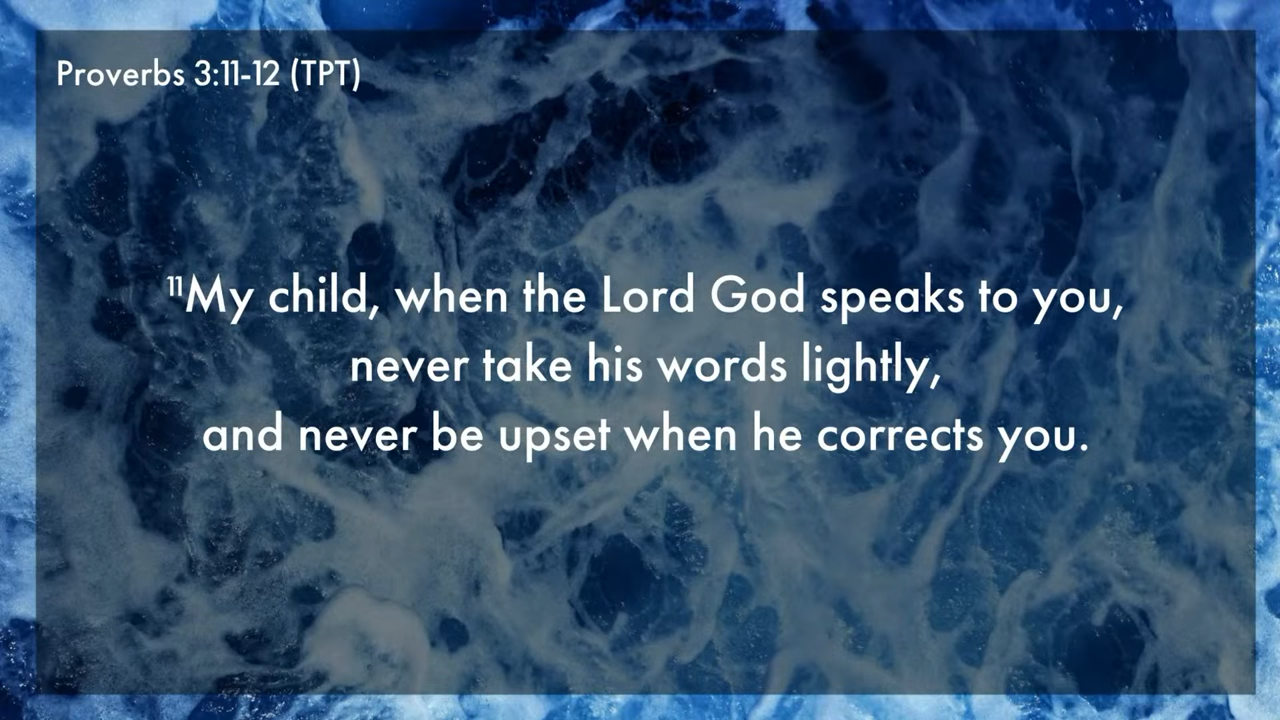 Proverbs 3:11-12 (TPT)
¹¹My child, when the Lord God speaks to you,
never take his words lightly,
and never be upset when he corrects you.